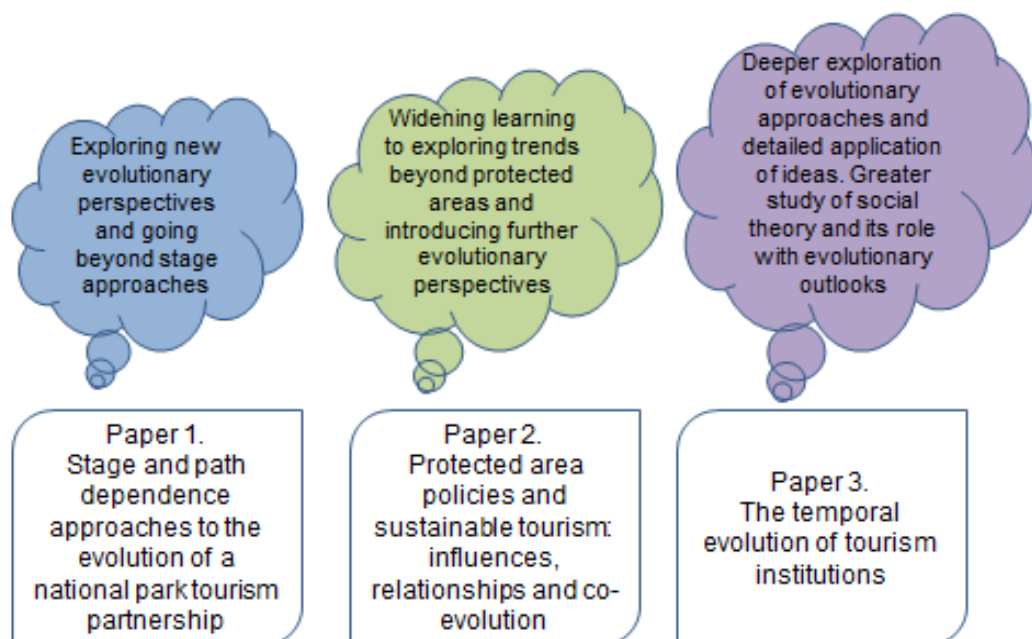 Exploring new
evolutionary
perspectives
and going
beyond stage
approaches
Widening learning
to exploring trends
beyond protected
areas and
introducing further
evolutionary
perspectives
Deeper exploration
of evolutionary
approaches and
detailed application
of ideas. Greater
study of social
theory and its role
with evolutionary
outlooks
Paper 1.
Stage and path
dependence
approaches to the
evolution of a
national park tourism
partnership
Paper 2.
Protected area
policies and
sustainable tourism:
influences,
relationships and co-
evolution
Paper 3.
The temporal
evolution of tourism
institutions